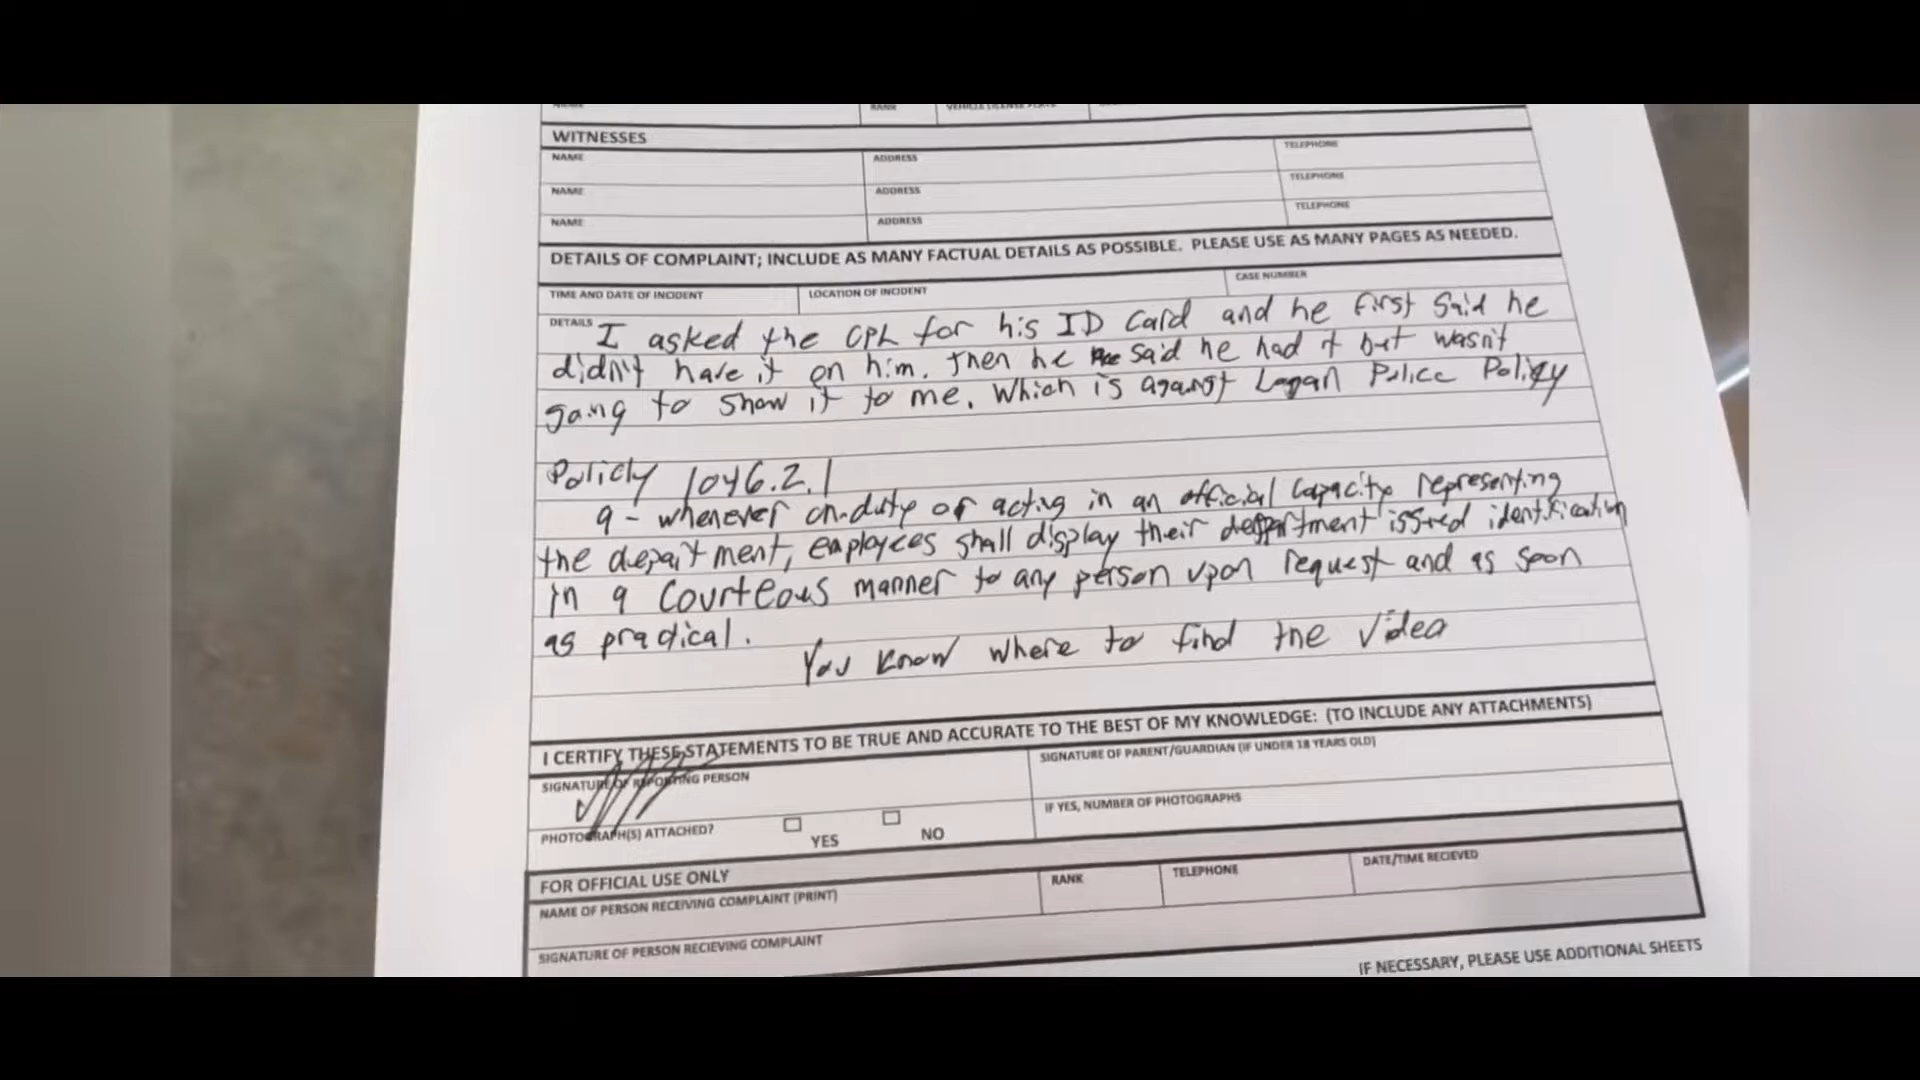 NAME RANK VEHICLE LICENSE PLATE
WITNESSES
NAME ADDRESS TELEPHONE
NAME ADDRESS TELEPHONE
NAME ADDRESS TELEPHONE
DETAILS OF COMPLAINT; INCLUDE AS MANY FACTUAL DETAILS AS POSSIBLE. PLEASE USE AS MANY PAGES AS NEEDED.
TIME AND DATE OF INCIDENT LOCATION OF INCIDENT CASE NUMBER
DETAILS I asked the CPL for his ID Card and he first said he
didn't have it on him. Then he said he had it but wasn't
going to show it to me. Which is against Logan Police Policy
Policly 1046.2.1
a - whenever on-duty or acting in an official capacity representing
the department, employees shall display their department issued identification
in a courteous manner to any person upon request and as soon
as practical.
You know where to find the video
I CERTIFY THESE STATEMENTS TO BE TRUE AND ACCURATE TO THE BEST OF MY KNOWLEDGE: (TO INCLUDE ANY ATTACHMENTS)
SIGNATURE OF REPORTING PERSON SIGNATURE OF PARENT/GUARDIAN (IF UNDER 18 YEARS OLD)
PHOTOGRAPH(S) ATTACHED? YES NO IF YES, NUMBER OF PHOTOGRAPHS
FOR OFFICIAL USE ONLY
NAME OF PERSON RECEIVING COMPLAINT (PRINT) RANK TELEPHONE DATE/TIME RECIEVED
SIGNATURE OF PERSON RECIEVING COMPLAINT
IF NECESSARY, PLEASE USE ADDITIONAL SHEETS